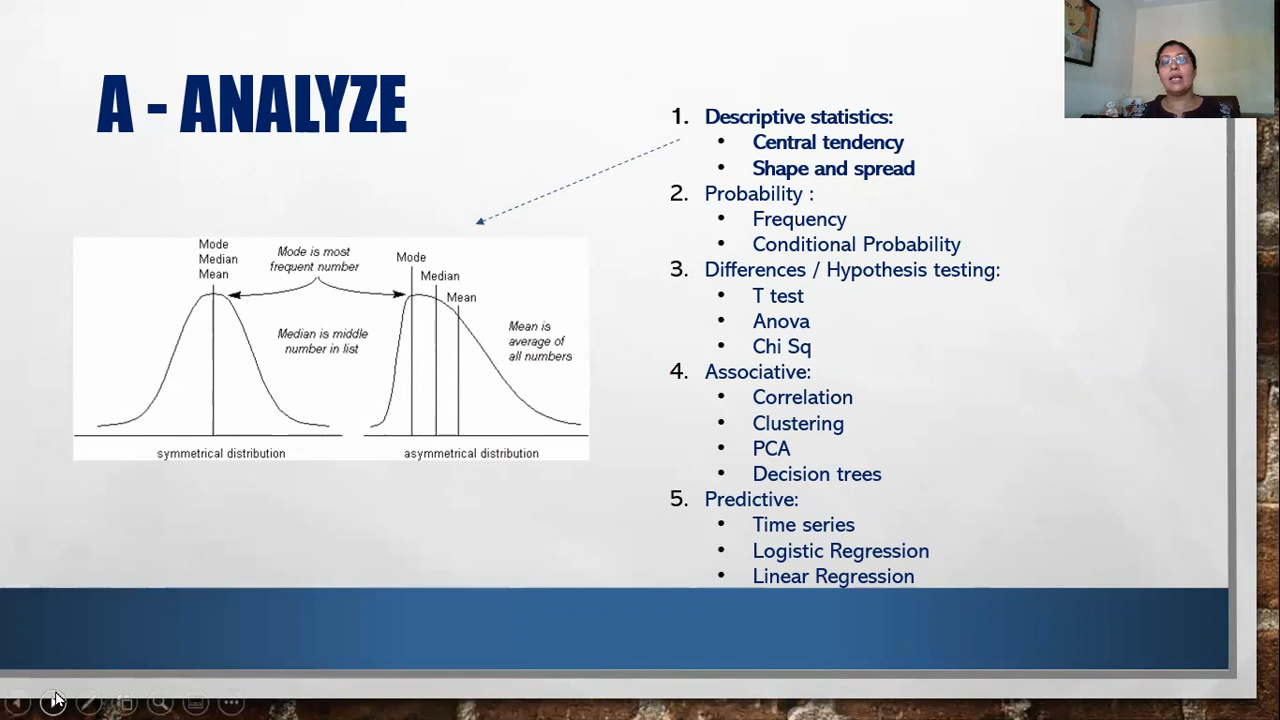 A - ANALYZE
1. Descriptive statistics:
• Central tendency
• Shape and spread
2. Probability :
• Frequency
• Conditional Probability
3. Differences / Hypothesis testing:
• T test
• Anova
• Chi Sq
4. Associative:
• Correlation
• Clustering
• PCA
• Decision trees
5. Predictive:
• Time series
• Logistic Regression
• Linear Regression
Mode
Median
Mean
Mode is most
frequent number
Mode
Median
Mean
Median is middle
number in list
Mean is
average of
all numbers
symmetrical distribution
asymmetrical distribution